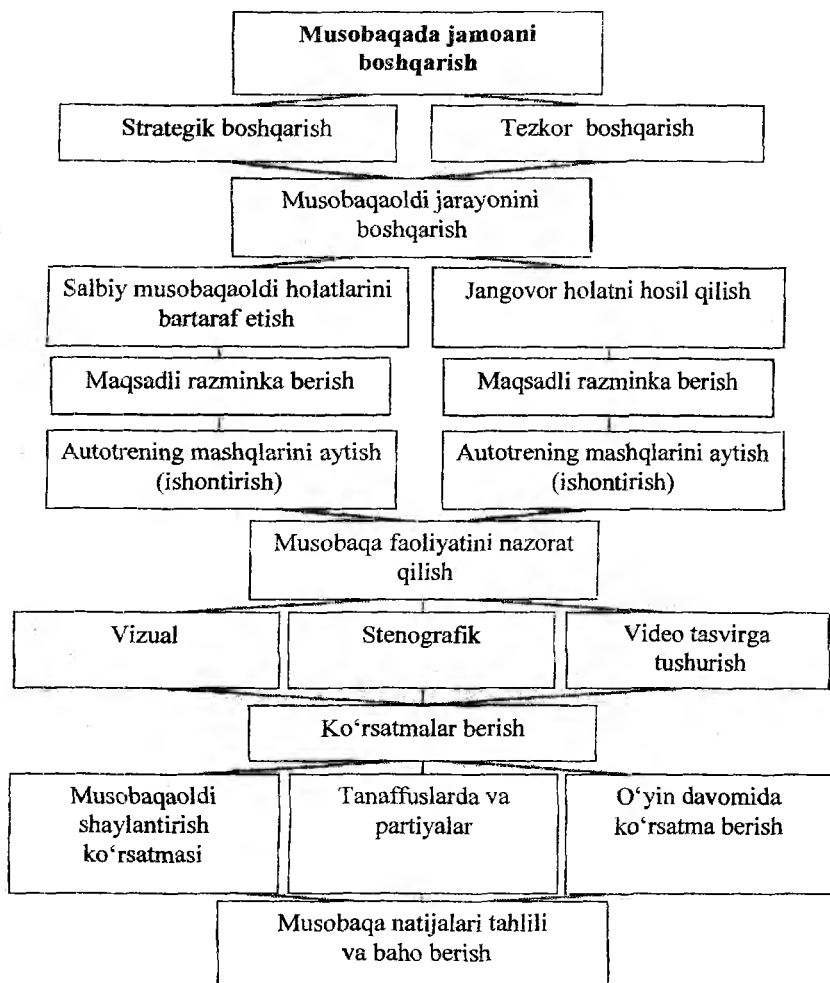 Musobaqada jamoani
boshqarish
Strategik boshqarish
Tezkor boshqarish
Musobaqaoldi jarayonini
boshqarish
Salbiy musobaqaoldi holatlarini
bartaraf etish
Jangovor holatni hosil qilish
Maqsadli razminka berish
Maqsadli razminka berish
Autotrening mashqlarini aytish
(ishontirish)
Autotrening mashqlarini aytish
(ishontirish)
Musobaqa faoliyatini nazorat
qilish
Vizual
Stenografik
Video tasvirga
tushurish
Ko‘rsatmalar berish
Musobaqaoldi
shaylantirish
ko‘rsatmasi
Tanaffuslarda va
partiyalar
O‘yin davomida
ko‘rsatma berish
Musobaqa natijalari tahlili
va baho berish